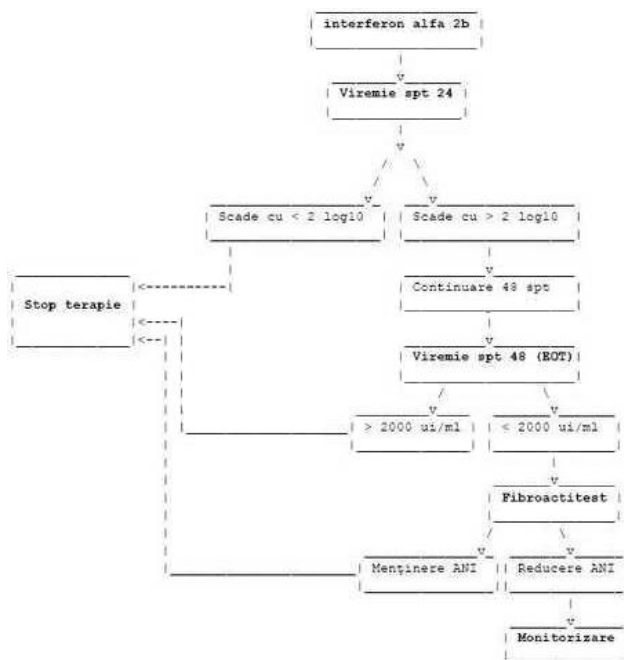 interferon alfa 2b
Viremie spt 24
Scade cu < 2 log10
Scade cu > 2 log10
Stop terapie
Continuare 48 spt
Viremie spt 48 (EOT)
> 2000 ui/ml
< 2000 ui/ml
Fibroactitest
Menţinere ANI
Reducere ANI
Monitorizare